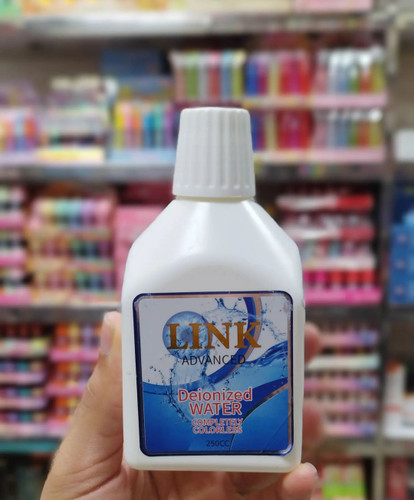 LINK
ADVANCED
Deionized
WATER
COMPLETELY
COLORLESS
250CC